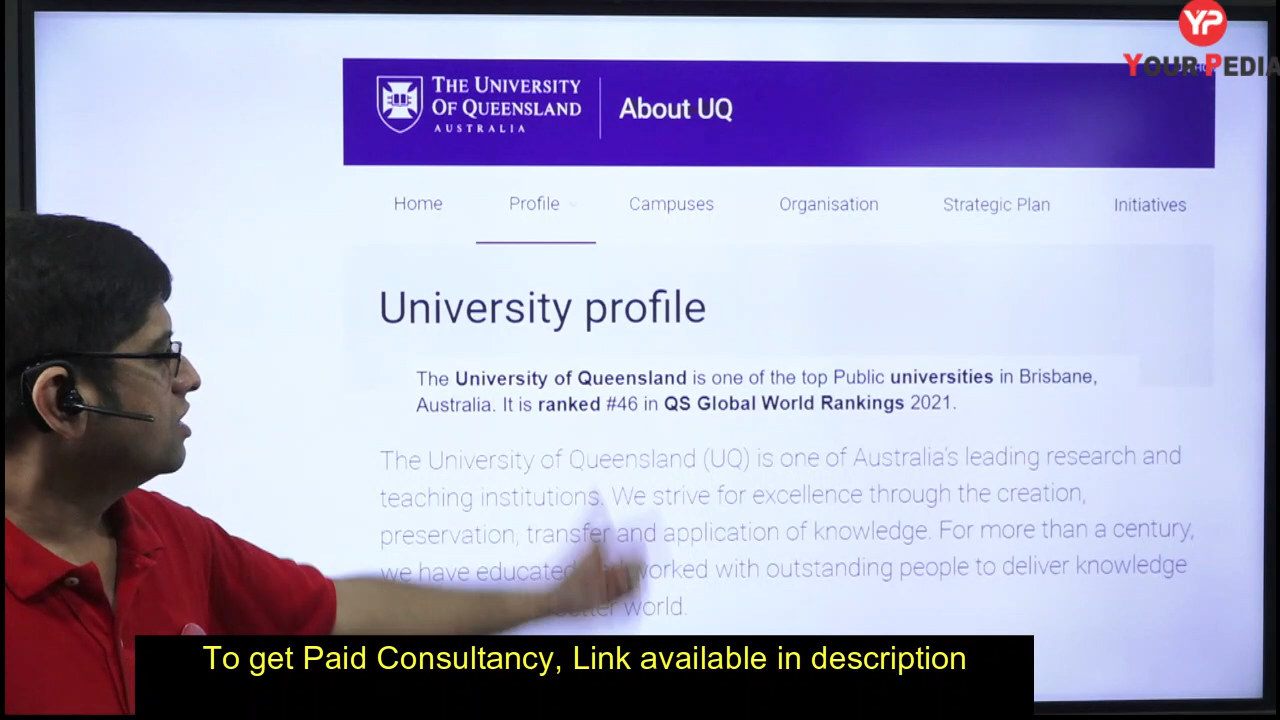 YP
YOUR PEDIA
THE UNIVERSITY
OF QUEENSLAND
AUSTRALIA
About UQ
Home Profile Campuses Organisation Strategic Plan Initiatives
University profile
The University of Queensland is one of the top Public universities in Brisbane,
Australia. It is ranked #46 in QS Global World Rankings 2021.
The University of Queensland (UQ) is one of Australia's leading research and
teaching institutions. We strive for excellence through the creation,
preservation, transfer and application of knowledge. For more than a century,
we have educated worked with outstanding people to deliver knowledge
world.
To get Paid Consultancy, Link available in description